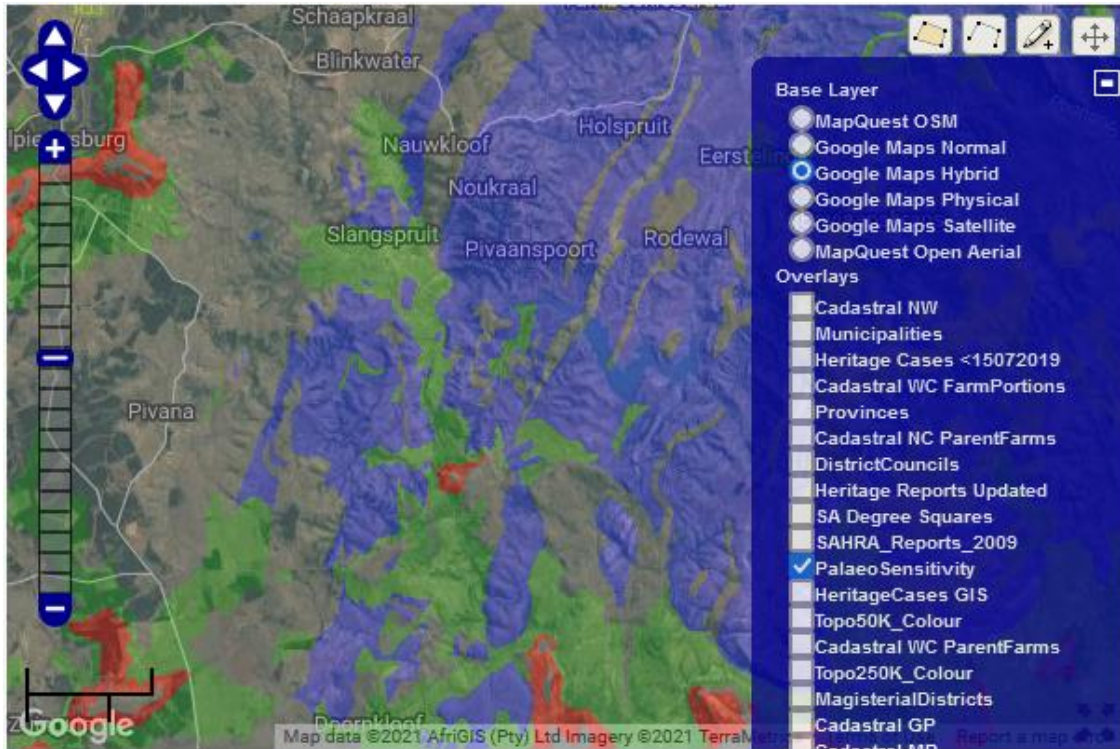 Schaapkraal
Blinkwater
Holspruit
Nauwkloof
Noukraal
Slangspruit
Pivaanspoort
Rodewal
Pivana
Doornkloof
Google
Map data ©2021 AfriGIS (Pty) Ltd Imagery ©2021
Base Layer
MapQuest OSM
Google Maps Normal
Google Maps Hybrid
Google Maps Physical
Google Maps Satellite
MapQuest Open Aerial
Overlays
Cadastral NW
Municipalities
Heritage Cases <15072019
Cadastral WC FarmPortions
Provinces
Cadastral NC ParentFarms
DistrictCouncils
Heritage Reports Updated
SA Degree Squares
SAHRA_Reports_2009
PalaeoSensitivity
HeritageCases GIS
Topo50K_Colour
Cadastral WC ParentFarms
Topo250K_Colour
MagisterialDistricts
Cadastral GP
Report a map